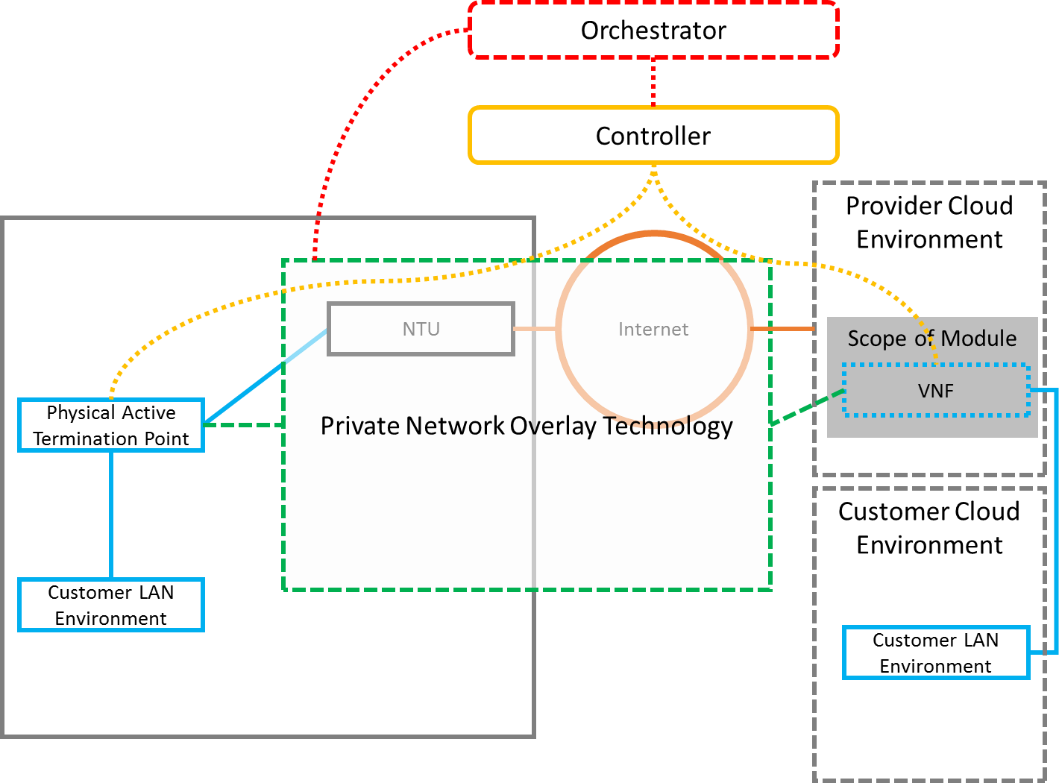 Orchestrator
Controller
Provider Cloud
Environment
NTU
Internet
Scope of Module
VNF
Physical Active
Termination Point
Private Network Overlay Technology
Customer Cloud
Environment
Customer LAN
Environment
Customer LAN
Environment